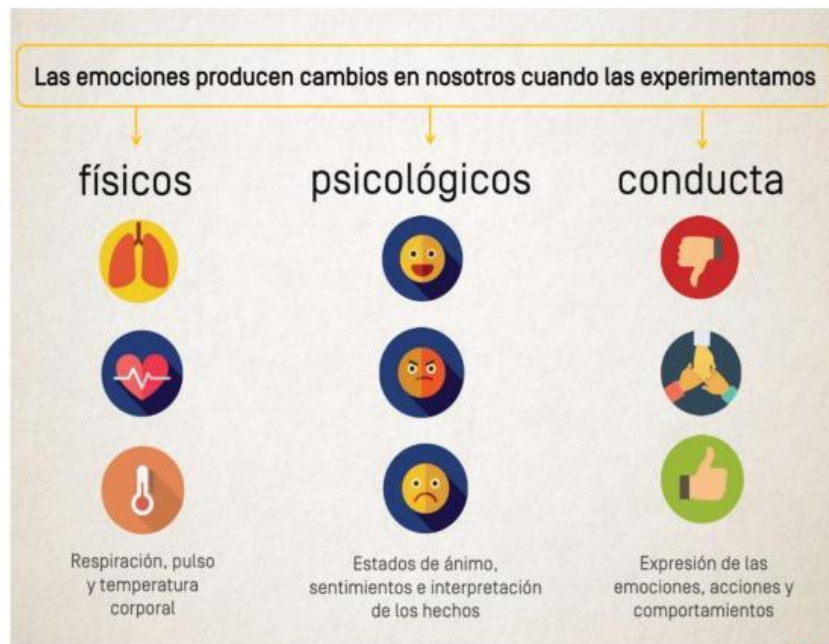 Las emociones producen cambios en nosotros cuando las experimentamos
físicos
psicológicos
conducta
Respiración, pulso
y temperatura
corporal
Estados de ánimo,
sentimientos e interpretación
de los hechos
Expresión de las
emociones, acciones y
comportamientos